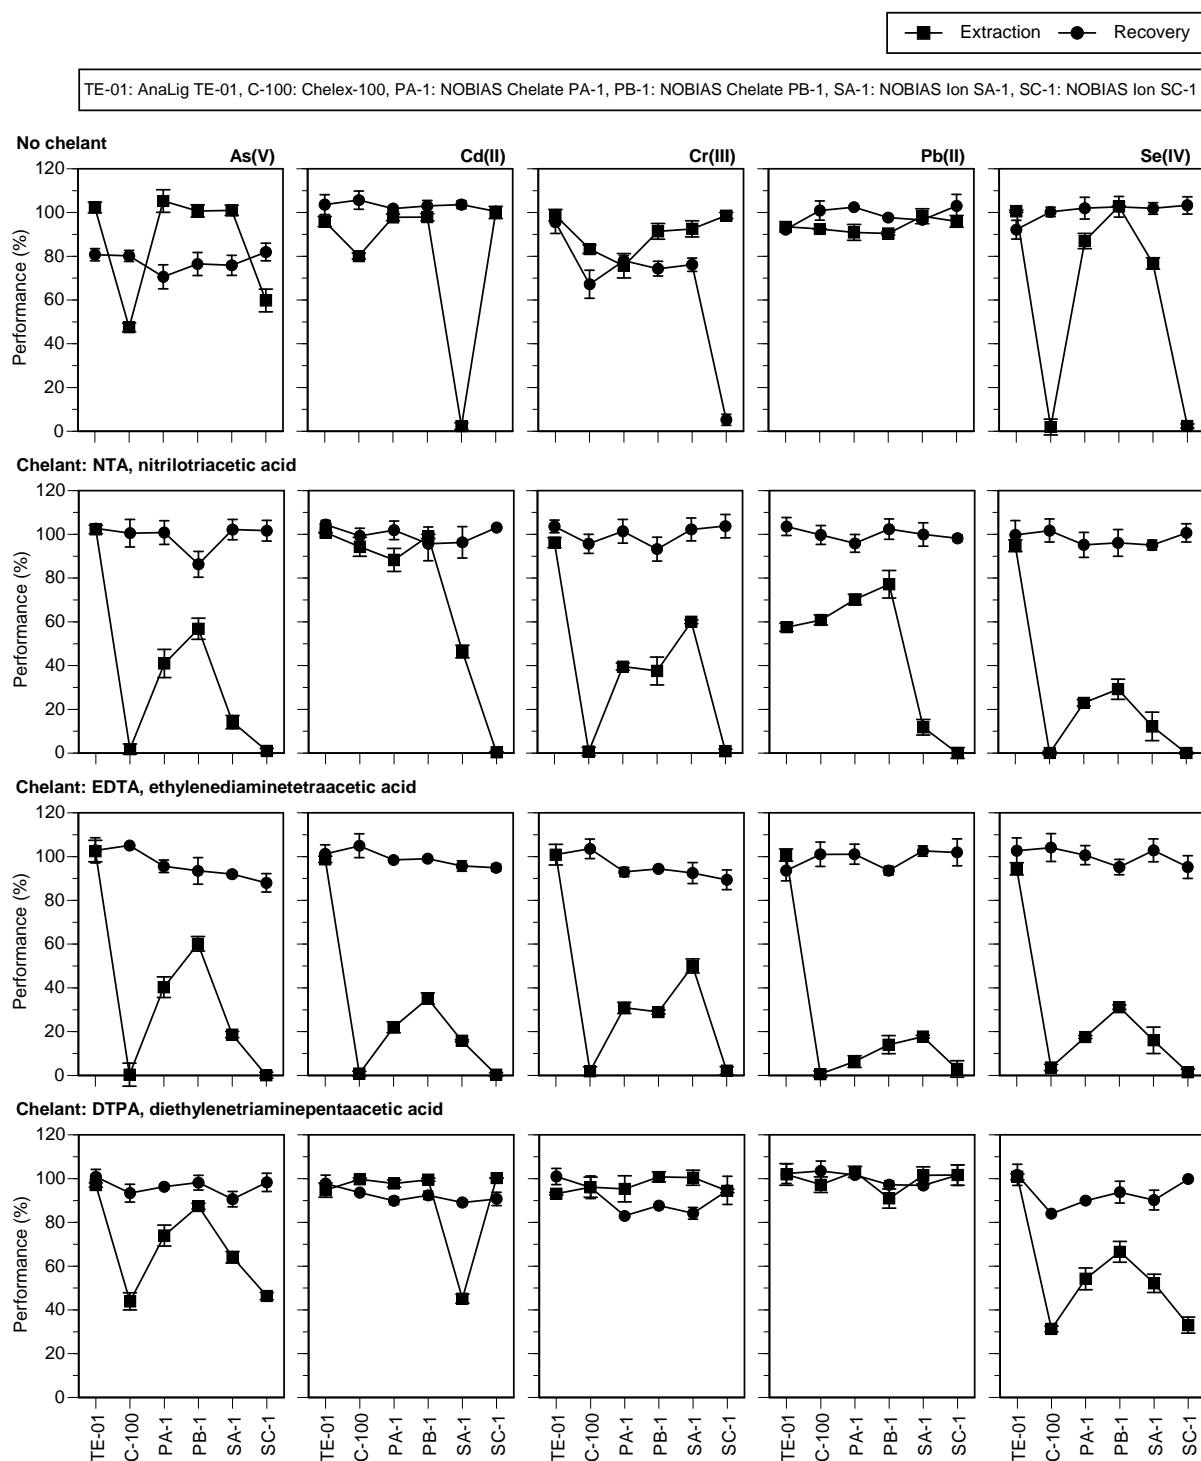 Extraction Recovery
TE-01: AnaLig TE-01, C-100: Chelex-100, PA-1: NOBIAS Chelate PA-1, PB-1: NOBIAS Chelate PB-1, SA-1: NOBIAS Ion SA-1, SC-1: NOBIAS Ion SC-1
No chelant
As(V) Cd(II) Cr(III) Pb(II) Se(IV)
120
100
80
60
40
20
0
Performance (%)
Chelant: NTA, nitrilotriacetic acid
120
100
80
60
40
20
0
Performance (%)
Chelant: EDTA, ethylenediaminetetraacetic acid
120
100
80
60
40
20
0
Performance (%)
Chelant: DTPA, diethylenetriaminepentaacetic acid
120
100
80
60
40
20
0
Performance (%)
TE-01 C-100 PA-1 PB-1 SA-1 SC-1 TE-01 C-100 PA-1 PB-1 SA-1 SC-1 TE-01 C-100 PA-1 PB-1 SA-1 SC-1 TE-01 C-100 PA-1 PB-1 SA-1 SC-1 TE-01 C-100 PA-1 PB-1 SA-1 SC-1